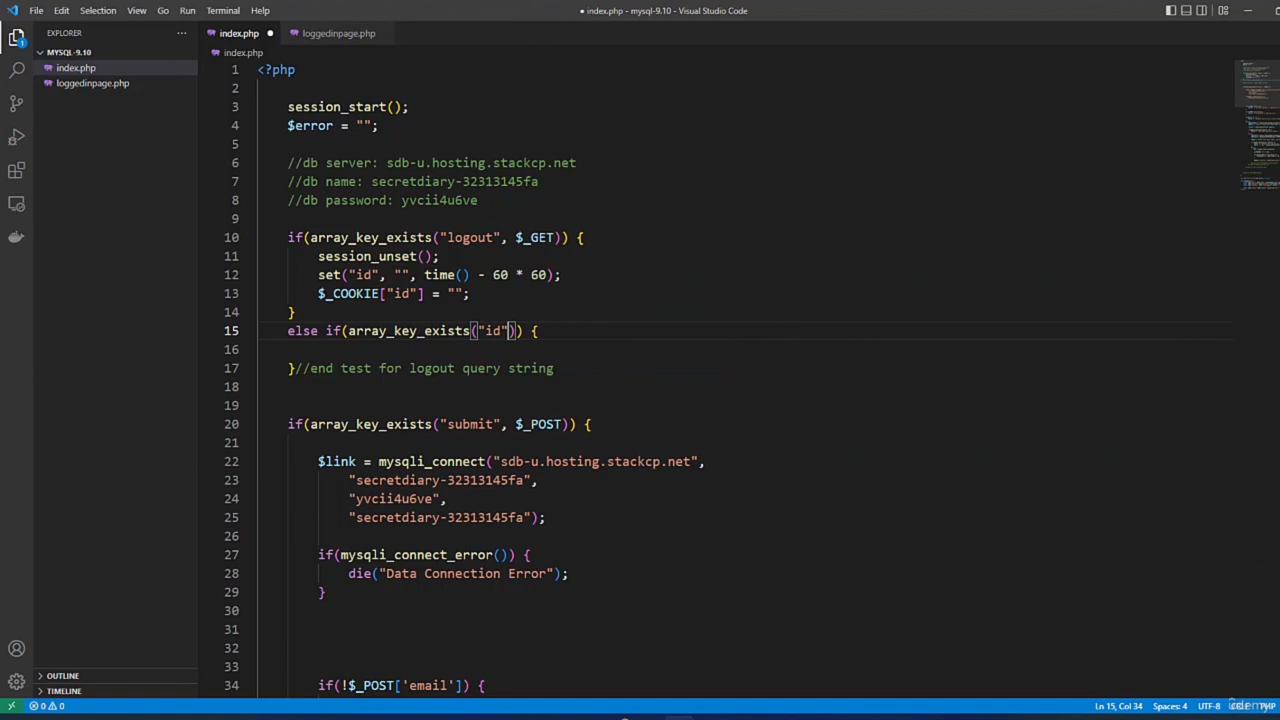 File Edit Selection View Go Run Terminal Help
● index.php - mysql-9.10 - Visual Studio Code
EXPLORER
index.php
loggedinpage.php
MYSQL-9.10
index.php
index.php
loggedinpage.php
1 <?php
2
3 session_start();
4 $error = "";
5
6 //db server: sdb-u.hosting.stackcp.net
7 //db name: secretdiary-32313145fa
8 //db password: yvcii4u6ve
9
10 if(array_key_exists("logout", $_GET)) {
11 session_unset();
12 set("id", "", time() - 60 * 60);
13 $_COOKIE["id"] = "";
14 }
15 else if(array_key_exists("id")) {
16
17 }//end test for logout query string
18
19
20 if(array_key_exists("submit", $_POST)) {
21
22 $link = mysqli_connect("sdb-u.hosting.stackcp.net",
23 "secretdiary-32313145fa",
24 "yvcii4u6ve",
25 "secretdiary-32313145fa");
26
27 if(mysqli_connect_error()) {
28 die("Data Connection Error");
29 }
30
31
32
33
34 if(!$_POST['email']) {
OUTLINE
TIMELINE
0 0
Ln 15, Col 34 Spaces: 4 UTF-8 CRLF PHP
udemy